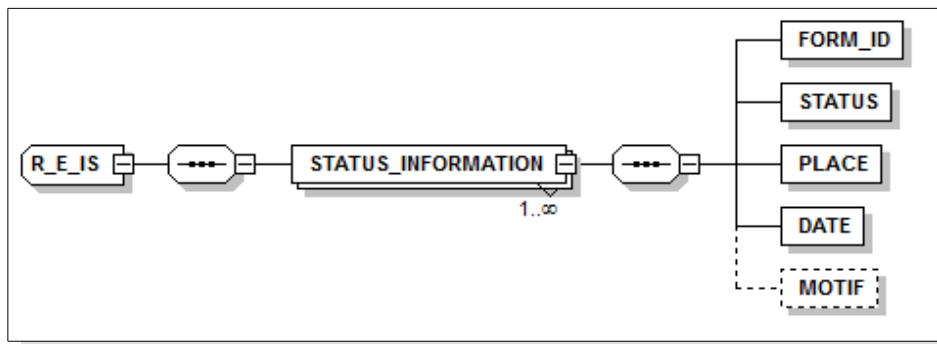 R_E_IS
STATUS_INFORMATION
1..∞
FORM_ID
STATUS
PLACE
DATE
MOTIF